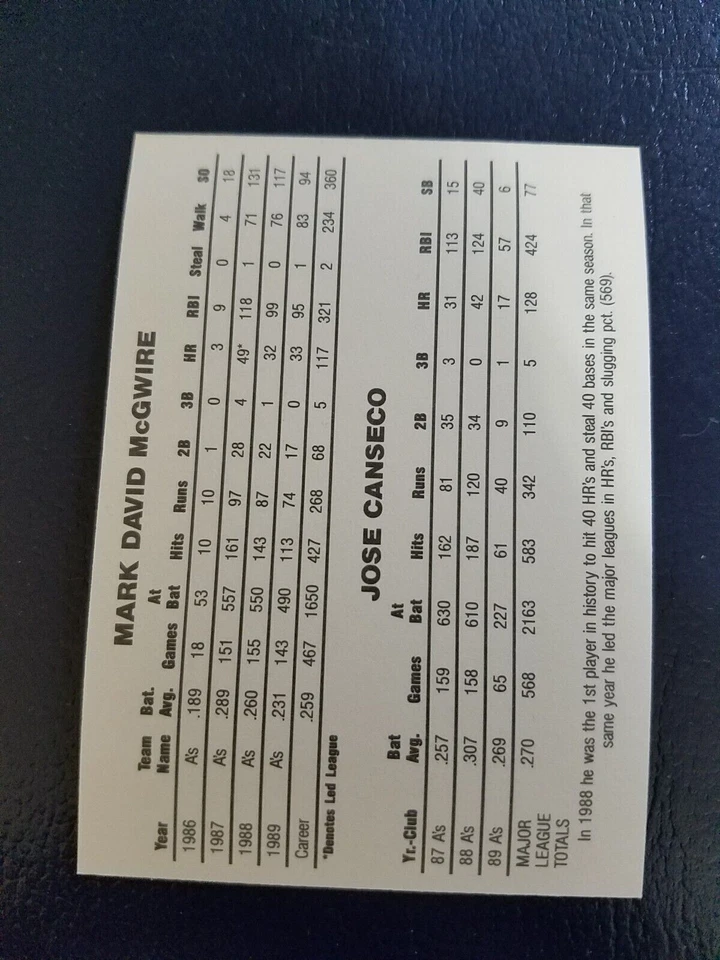 MARK DAVID McGWIRE
Team Bat. At
Year Name Avg. Games Bat Hits Runs 2B 3B HR RBI Steal Walk SO
1986 A's .189 18 53 10 10 1 0 3 9 0 4 18
1987 A's .289 151 557 161 97 28 4 49* 118 1 71 131
1988 A's .260 155 550 143 87 22 1 32 99 0 76 117
1989 A's .231 143 490 113 74 17 0 33 95 1 83 94
Career .259 467 1650 427 268 68 5 117 321 2 234 360
*Denotes Led League
JOSE CANSECO
Bat At
Yr.-Club Avg. Games Bat Hits Runs 2B 3B HR RBI SB
87 A's .257 159 630 162 81 35 3 31 113 15
88 A's .307 158 610 187 120 34 0 42 124 40
89 A's .269 65 227 61 40 9 1 17 57 6
MAJOR
LEAGUE
TOTALS .270 568 2163 583 342 110 5 128 424 77
In 1988 he was the 1st player in history to hit 40 HR's and steal 40 bases in the same season. In that
same year he led the major leagues in HR's, RBI's and slugging pct. (569).